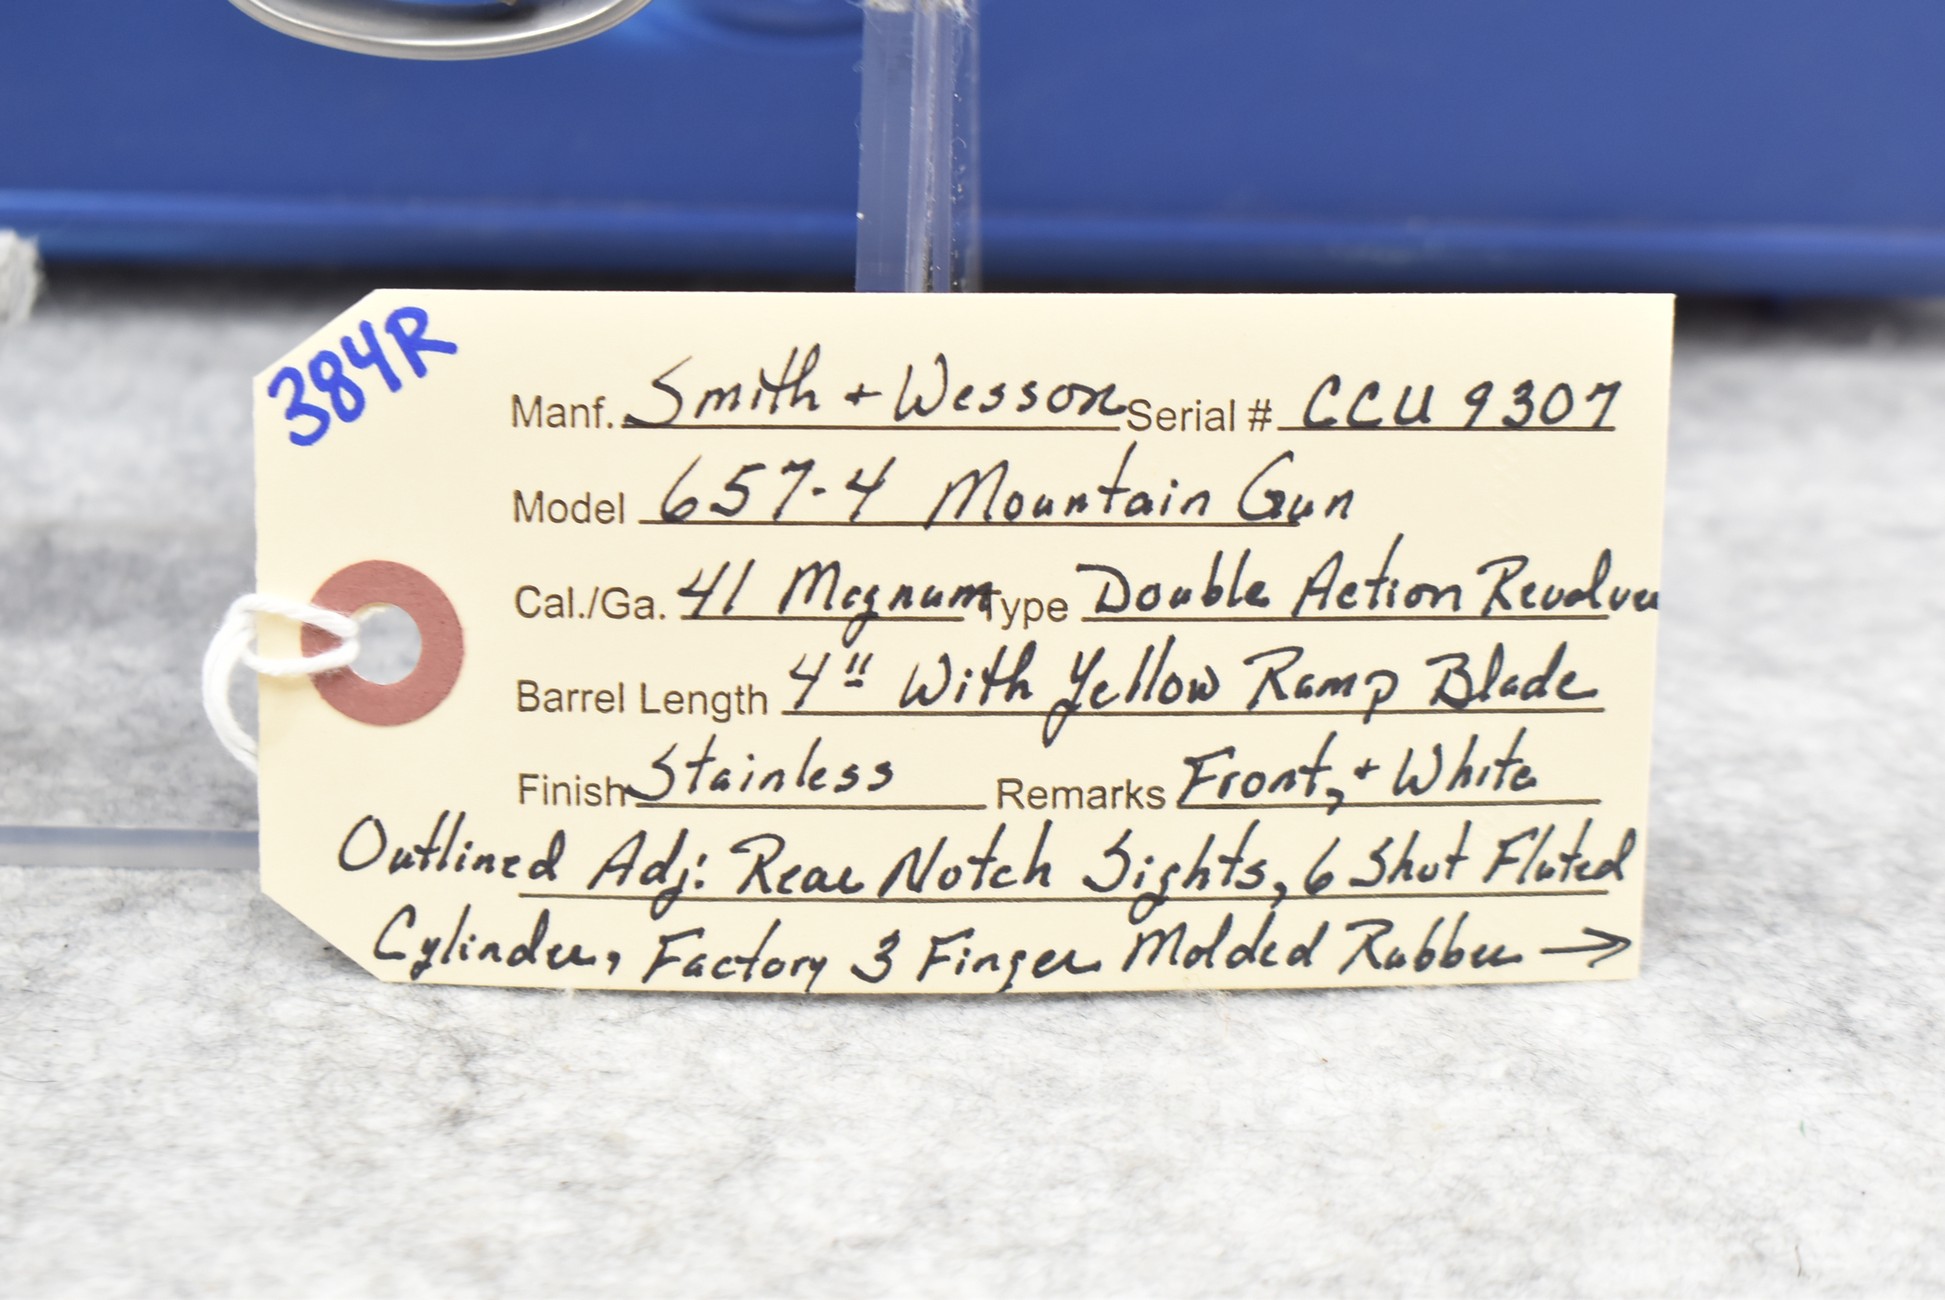 384R
Manf. Smith + Wesson Serial # CCU 9307
Model 657-4 Mountain Gun
Cal./Ga. 41 Magnum Type Double Action Revolver
Barrel Length 4" With Yellow Ramp Blade
Finish Stainless Remarks Front, + White
Outlined Adj: Rear Notch Sights, 6 Shot Fluted
Cylinder, Factory 3 Finger Molded Rubber →